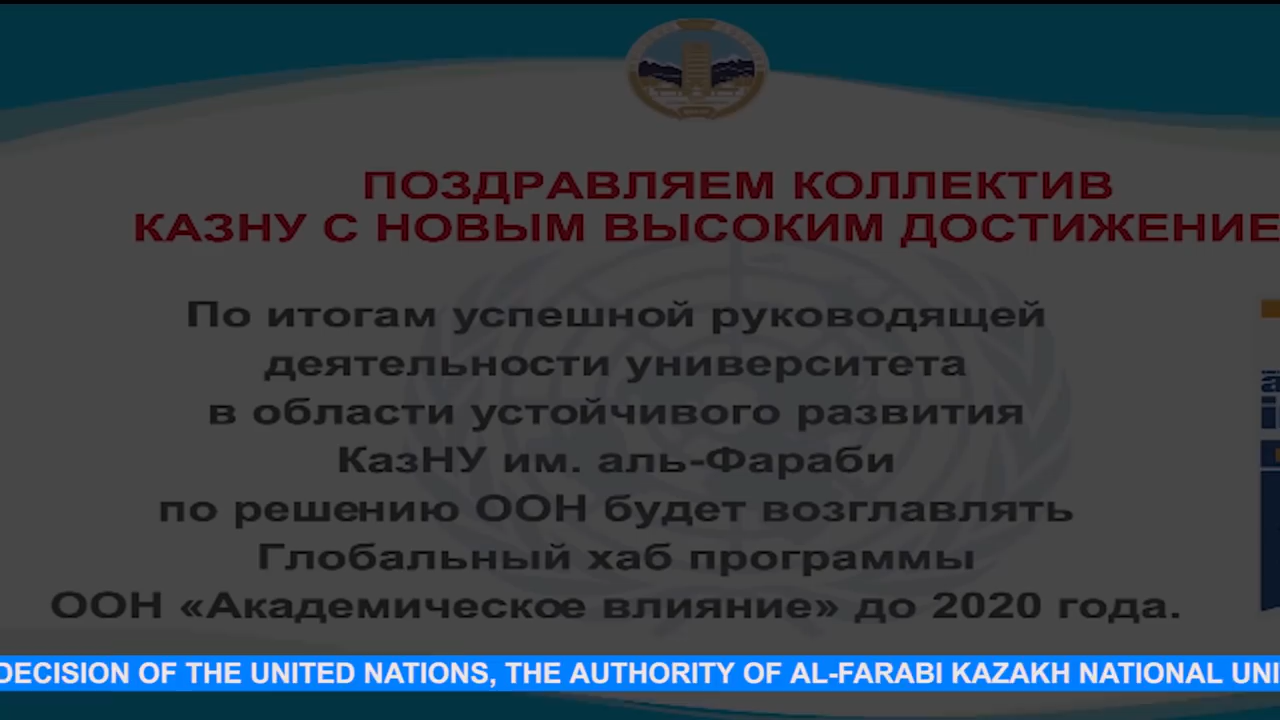 ПОЗДРАВЛЯЕМ КОЛЛЕКТИВ
КАЗНУ С НОВЫМ ВЫСОКИМ ДОСТИЖЕНИЕ
По итогам успешной руководящей
деятельности университета
в области устойчивого развития
КазНУ им. аль-Фараби
по решению ООН будет возглавлять
Глобальный хаб программы
ООН «Академическое влияние» до 2020 года.
DECISION OF THE UNITED NATIONS, THE AUTHORITY OF AL-FARABI KAZAKH NATIONAL UNI